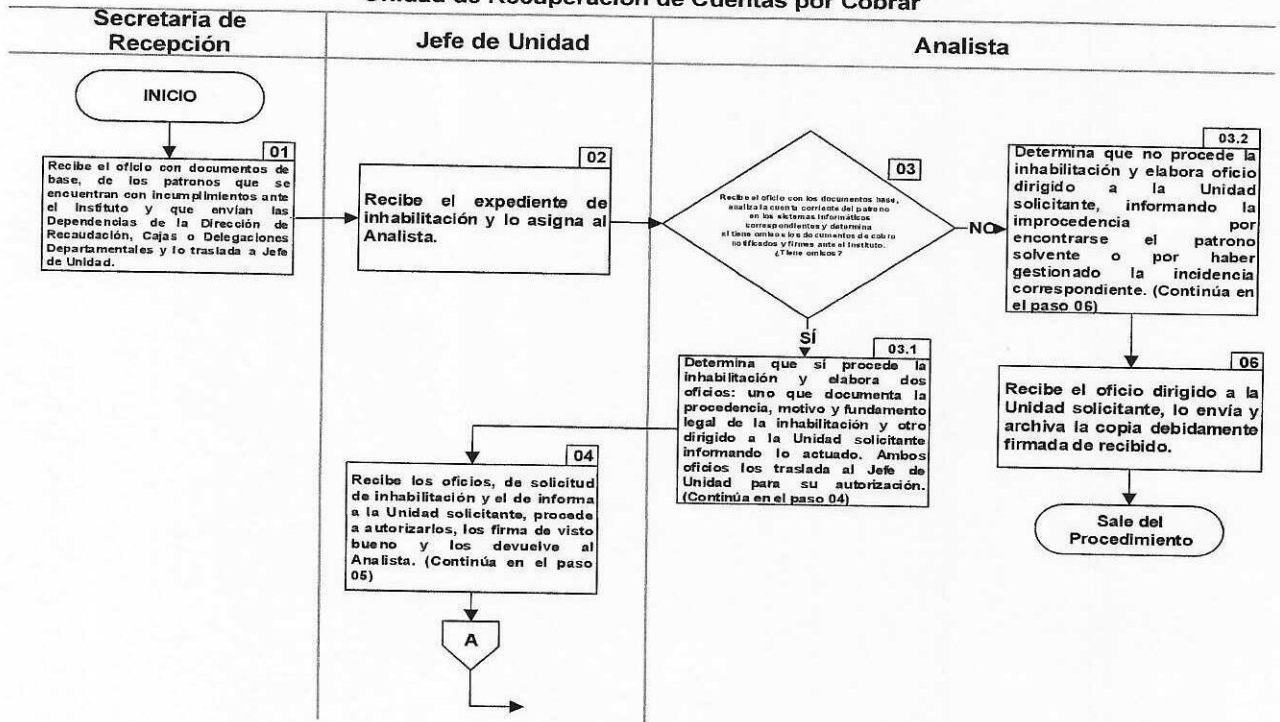 Unidad de Recuperación de Cuentas por Cobrar
Secretaria de
Recepción
Jefe de Unidad
Analista
INICIO
01
Recibe el oficio con documentos de
base, de los patronos que se
encuentran con incumplimientos ante
el Instituto y que envían las
Dependencias de la Dirección de
Recaudación, Cajas o Delegaciones
Departamentales y lo traslada a Jefe
de Unidad.
02
Recibe el expediente de
inhabilitación y lo asigna al
Analista.
03
Recibe el oficio con los documentos base,
analiza la cuenta corriente del patrono
en los sistemas informáticos
correspondientes y determina
si tiene omisos los documentos de cobro
notificados y firmes ante el Instituto.
¿Tiene omisos?
NO
03.2
Determina que no procede la
inhabilitación y elabora oficio
dirigido a la Unidad
solicitante, informando la
improcedencia por
encontrarse el patrono
solvente o por haber
gestionado la incidencia
correspondiente. (Continúa en
el paso 06)
SÍ
03.1
Determina que sí procede la
inhabilitación y elabora dos
oficios: uno que documenta la
procedencia, motivo y fundamento
legal de la inhabilitación y otro
dirigido a la Unidad solicitante
informando lo actuado. Ambos
oficios los traslada al Jefe de
Unidad para su autorización.
(Continúa en el paso 04)
06
Recibe el oficio dirigido a la
Unidad solicitante, lo envía y
archiva la copia debidamente
firmada de recibido.
04
Recibe los oficios, de solicitud
de inhabilitación y el de informa
a la Unidad solicitante, procede
a autorizarlos, los firma de visto
bueno y los devuelve al
Analista. (Continúa en el paso
05)
Sale del
Procedimiento
A